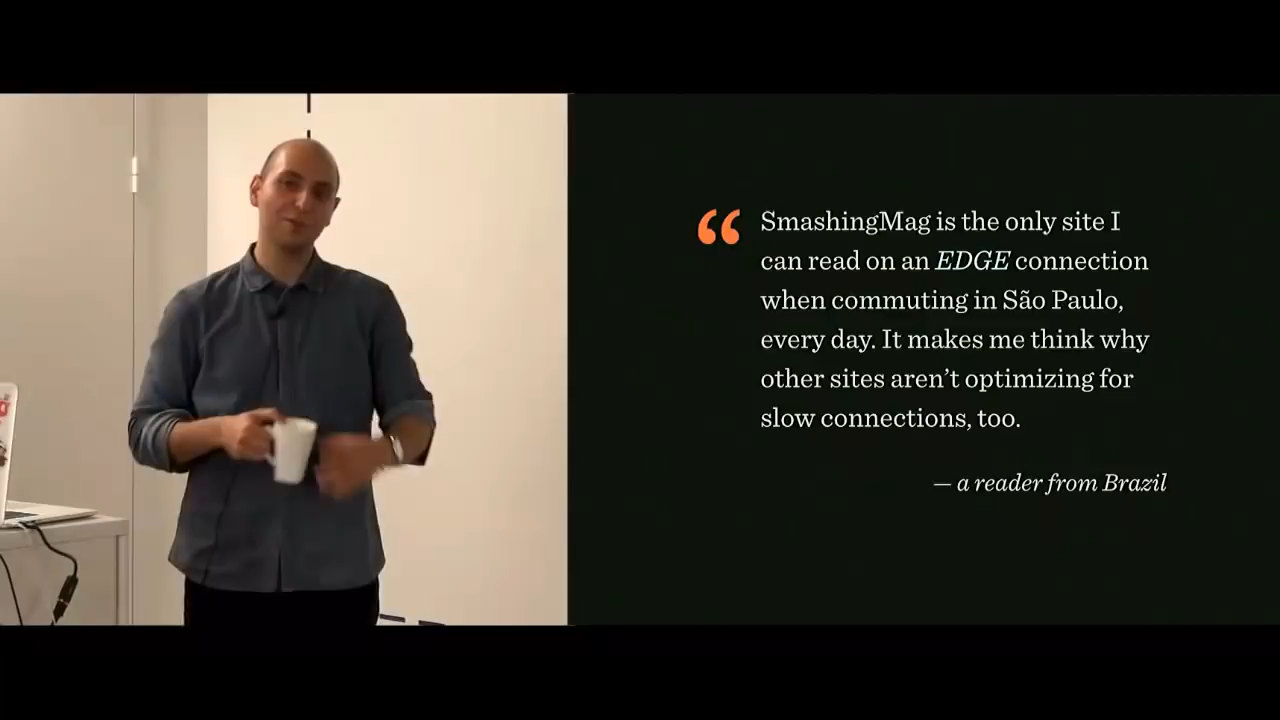 “ SmashingMag is the only site I
can read on an EDGE connection
when commuting in São Paulo,
every day. It makes me think why
other sites aren’t optimizing for
slow connections, too.
— a reader from Brazil